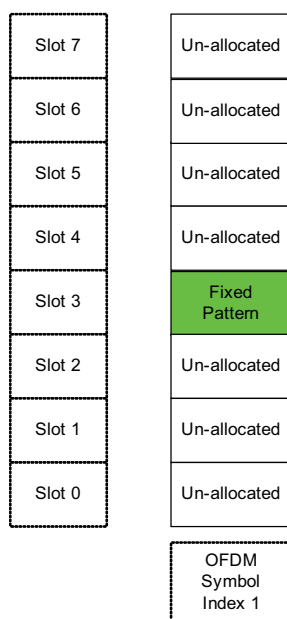 Slot 7
Un-allocated
Slot 6
Un-allocated
Slot 5
Un-allocated
Slot 4
Un-allocated
Slot 3
Fixed
Pattern
Slot 2
Un-allocated
Slot 1
Un-allocated
Slot 0
Un-allocated
OFDM
Symbol
Index 1